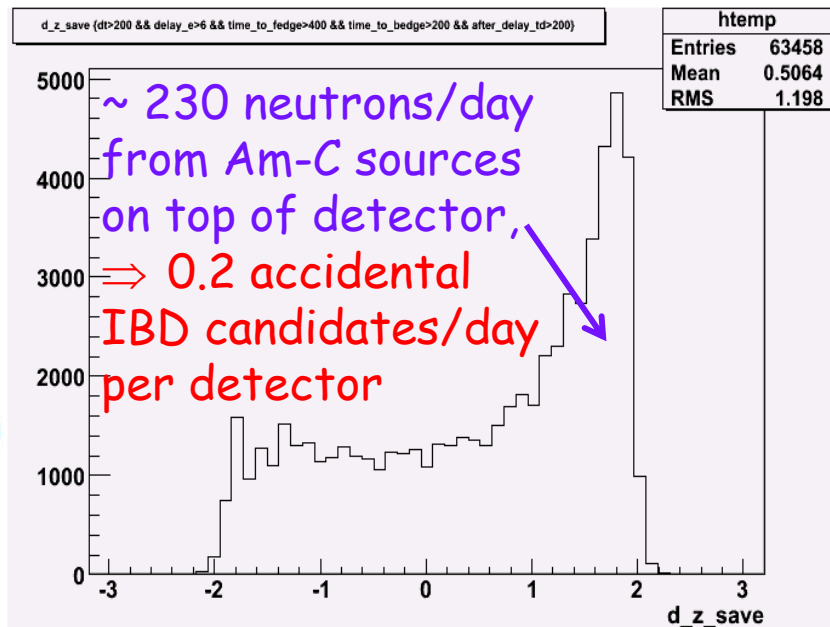 d_z_save {dt>200 && delay_e>6 && time_to_fedge>400 && time_to_bedge>200 && after_delay_td>200}
htemp
Entries 63458
Mean 0.5064
RMS 1.198
~ 230 neutrons/day
from Am-C sources
on top of detector,
⇒ 0.2 accidental
IBD candidates/day
per detector
5000
4000
3000
2000
1000
0
-3 -2 -1 0 1 2 3
d_z_save